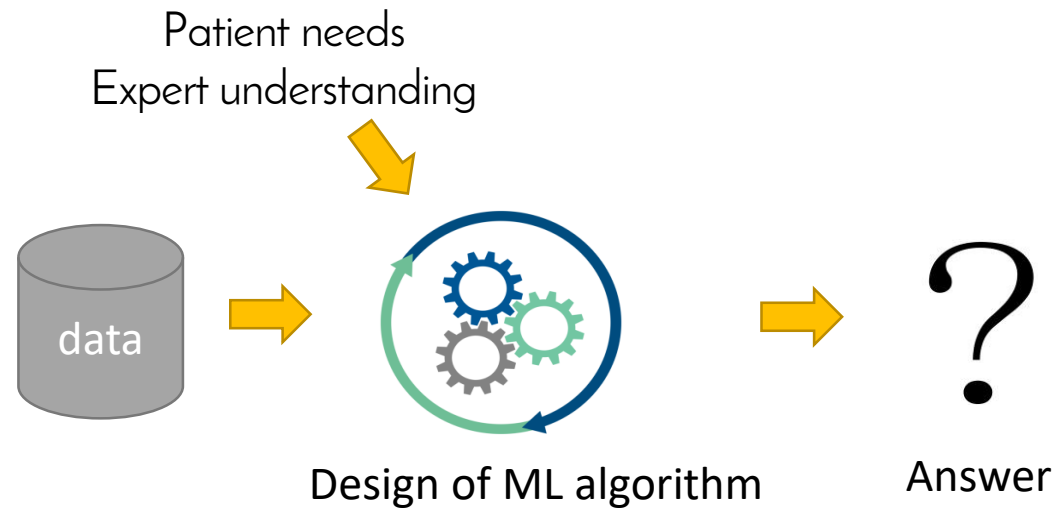 Patient needs
Expert understanding
data
?
Design of ML algorithm
Answer